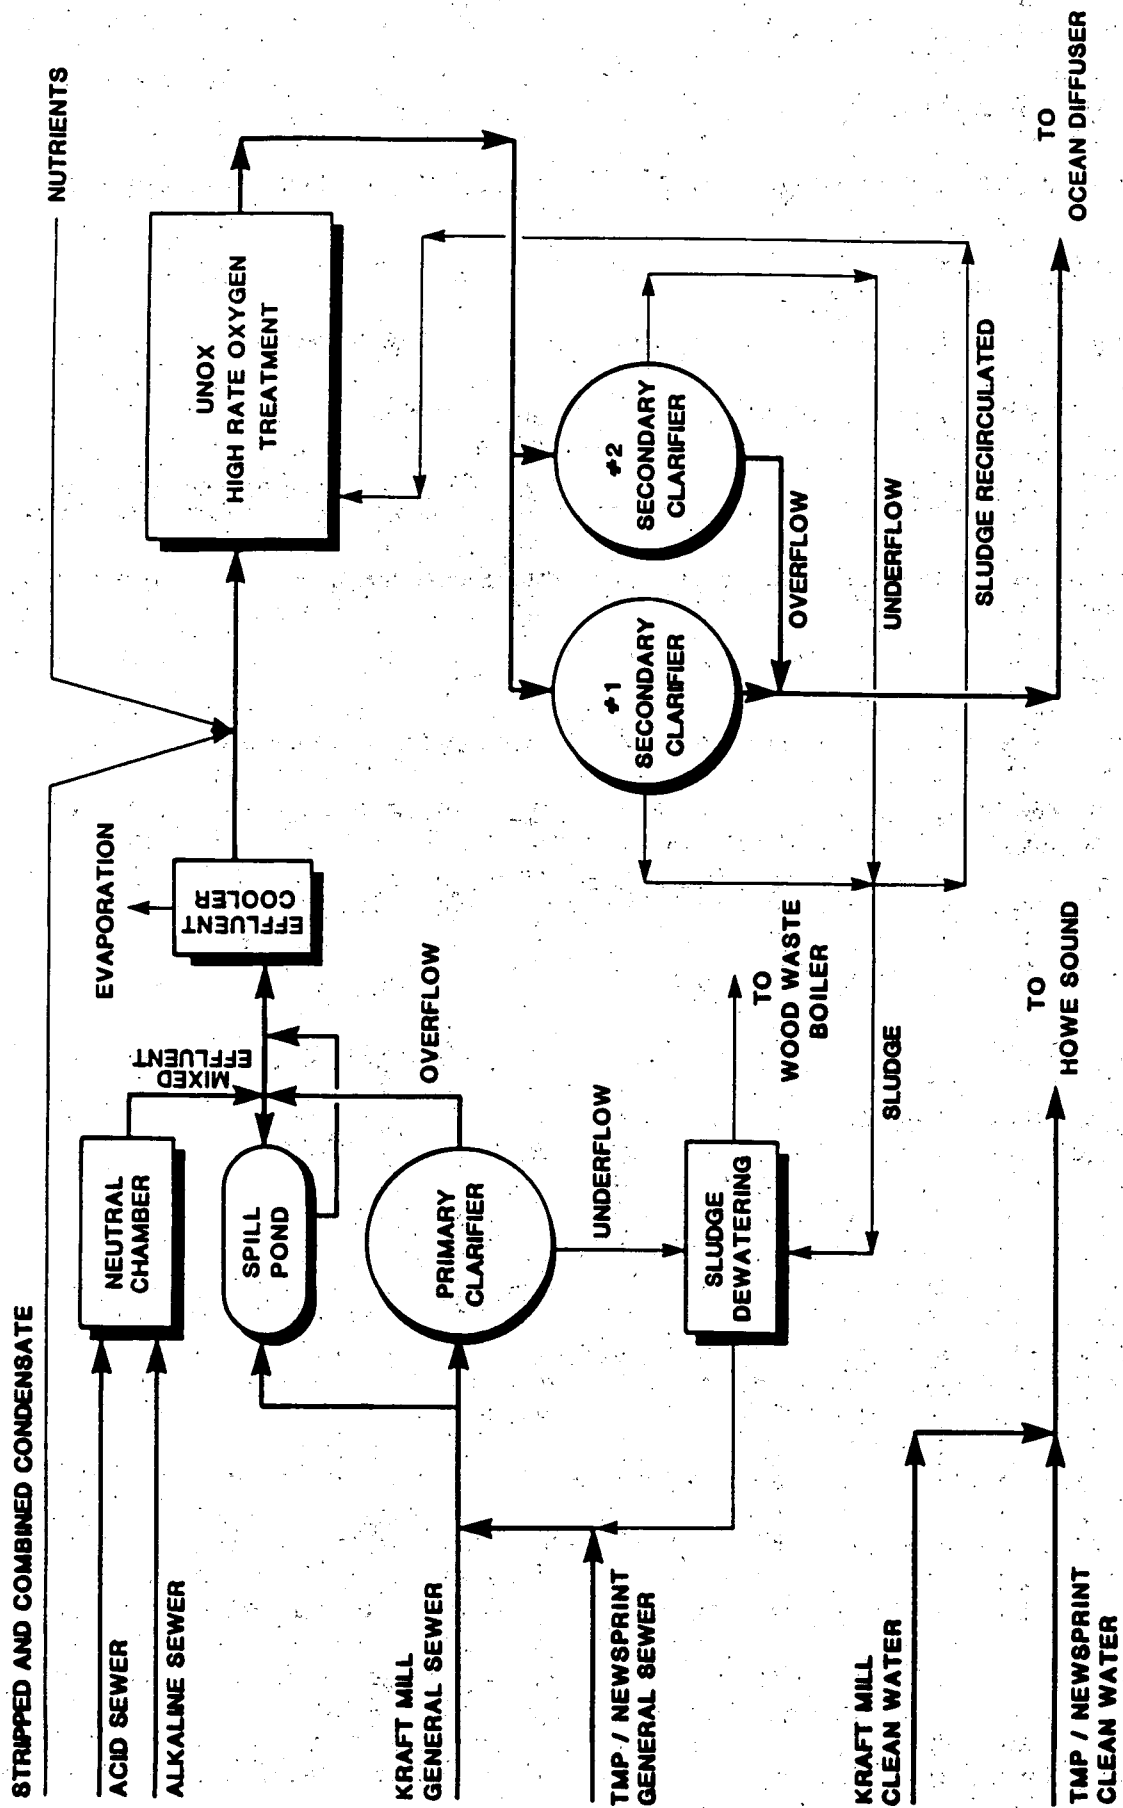 STRIPPED AND COMBINED CONDENSATE
NUTRIENTS
ACID SEWER
ALKALINE SEWER
NEUTRAL
CHAMBER
MIXED
EFFLUENT
EVAPORATION
EFFLUENT
COOLER
UNOX
HIGH RATE OXYGEN
TREATMENT
SPILL
POND
KRAFT MILL
GENERAL SEWER
PRIMARY
CLARIFIER
OVERFLOW
UNDERFLOW
TMP / NEWSPRINT
GENERAL SEWER
SLUDGE
DEWATERING
TO
WOOD WASTE
BOILER
SLUDGE
#1
SECONDARY
CLARIFIER
#2
SECONDARY
CLARIFIER
OVERFLOW
UNDERFLOW
SLUDGE RECIRCULATED
KRAFT MILL
CLEAN WATER
TMP / NEWSPRINT
CLEAN WATER
TO
HOWE SOUND
TO
OCEAN DIFFUSER